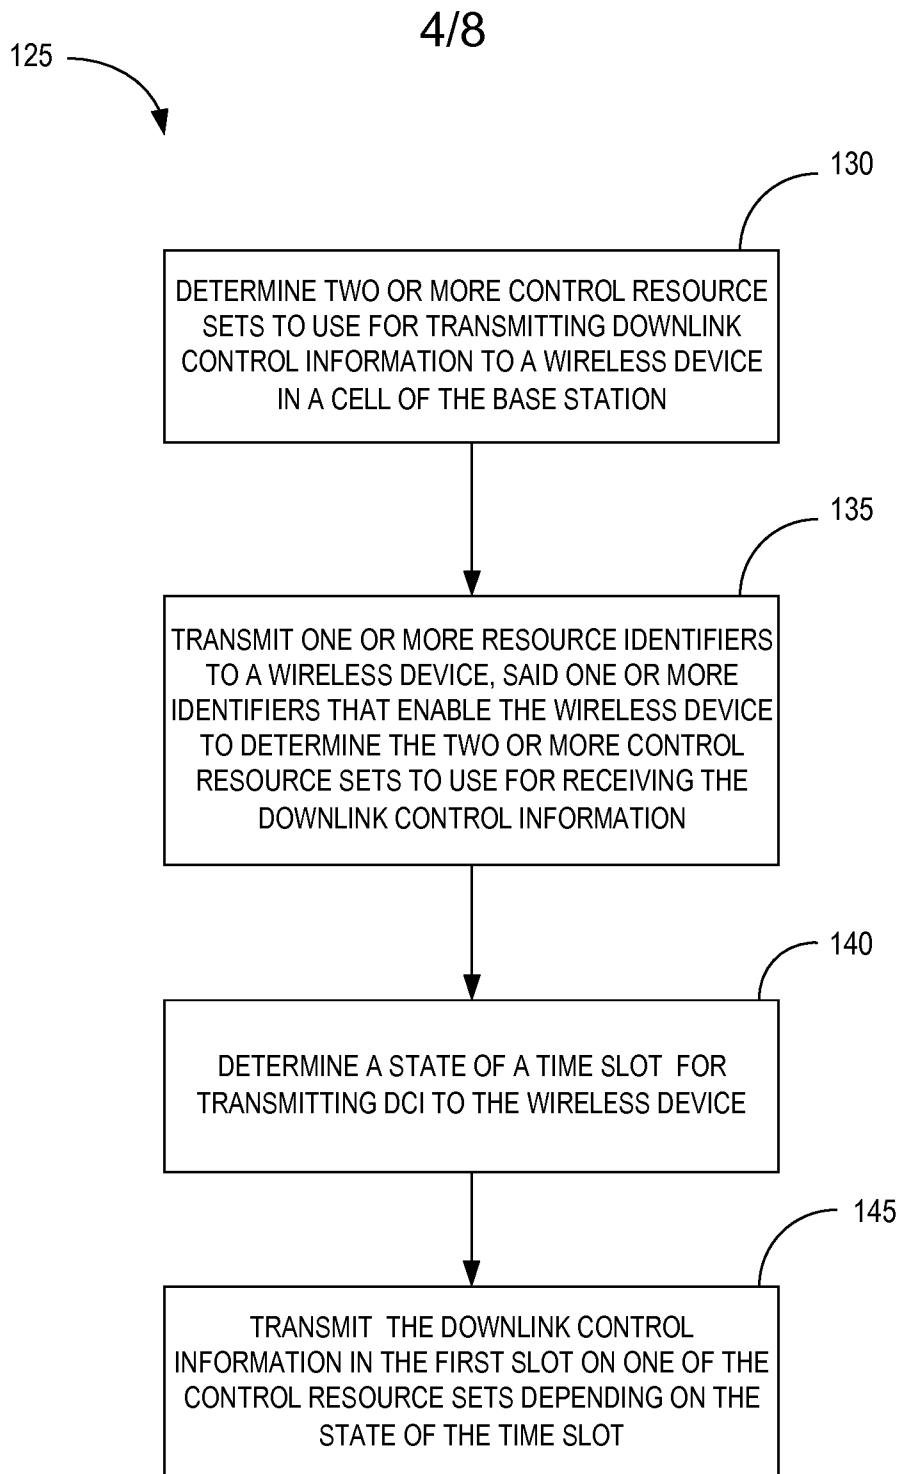 4/8
125
130
DETERMINE TWO OR MORE CONTROL RESOURCE
SETS TO USE FOR TRANSMITTING DOWNLINK
CONTROL INFORMATION TO A WIRELESS DEVICE
IN A CELL OF THE BASE STATION
135
TRANSMIT ONE OR MORE RESOURCE IDENTIFIERS
TO A WIRELESS DEVICE, SAID ONE OR MORE
IDENTIFIERS THAT ENABLE THE WIRELESS DEVICE
TO DETERMINE THE TWO OR MORE CONTROL
RESOURCE SETS TO USE FOR RECEIVING THE
DOWNLINK CONTROL INFORMATION
140
DETERMINE A STATE OF A TIME SLOT FOR
TRANSMITTING DCI TO THE WIRELESS DEVICE
145
TRANSMIT THE DOWNLINK CONTROL
INFORMATION IN THE FIRST SLOT ON ONE OF THE
CONTROL RESOURCE SETS DEPENDING ON THE
STATE OF THE TIME SLOT